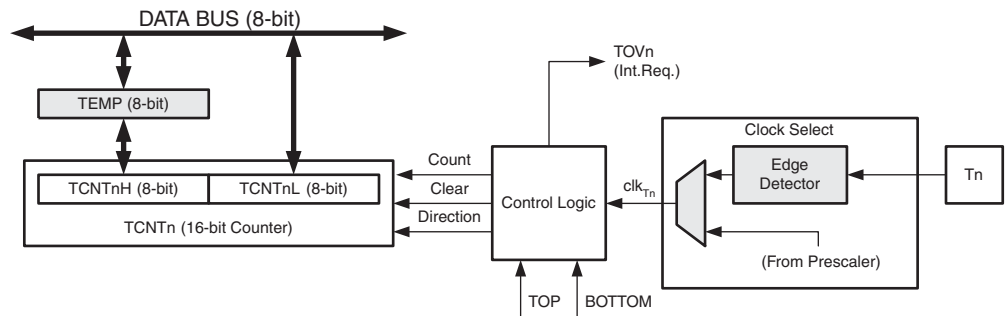 DATA BUS (8-bit)
TOVn
(Int.Req.)
TEMP (8-bit)
Clock Select
Count
Edge
Detector
Tn
TCNTnH (8-bit)
TCNTnL (8-bit)
Clear
Control Logic
clkTn
TCNTn (16-bit Counter)
Direction
(From Prescaler)
TOP
BOTTOM